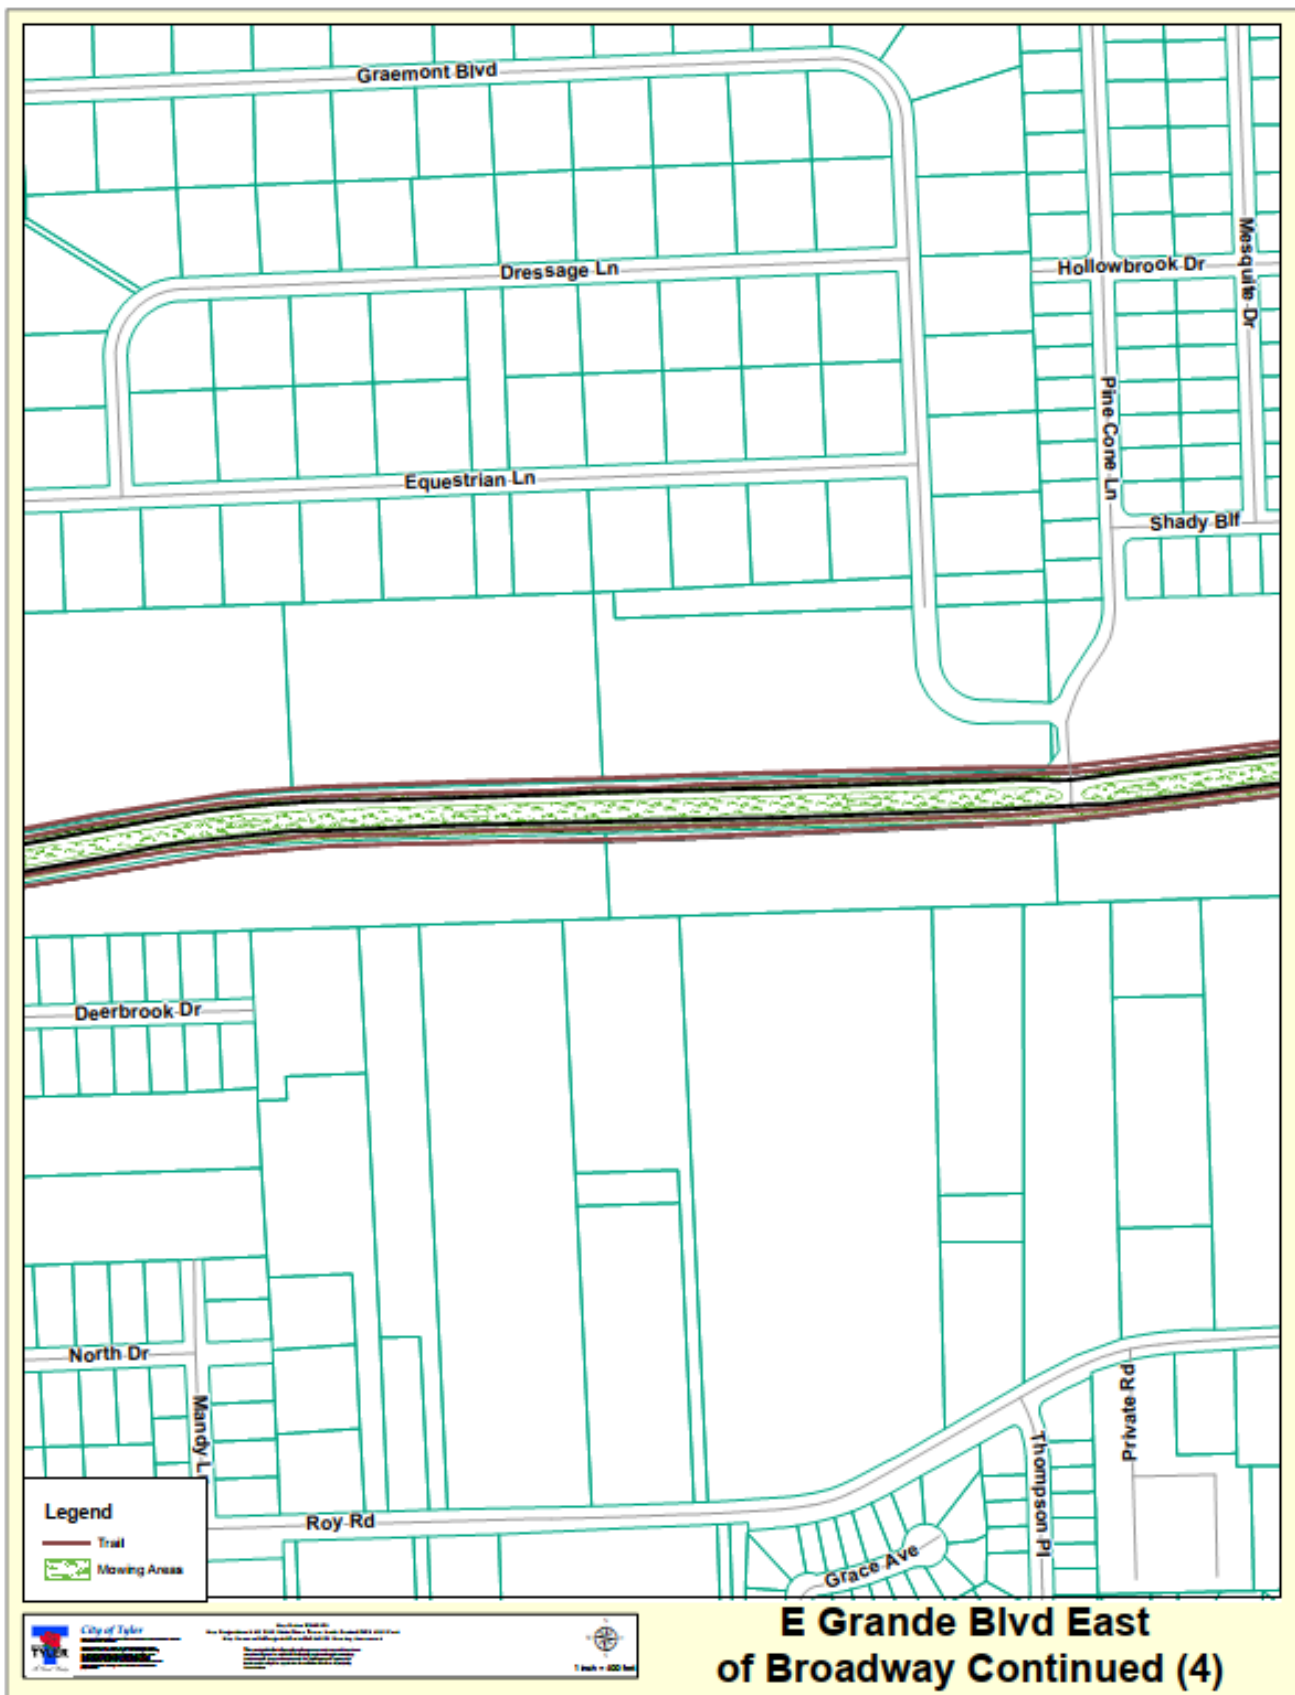 Graemont Blvd
Dressage Ln
Hollowbrook Dr
Mesquite Dr
Pine Cone Ln
Equestrian Ln
Shady Blf
Deerbrook Dr
North Dr
Mandy Ln
Roy Rd
Private Rd
Thompson Pl
Grace Ave
Legend
Trail
Mowing Areas
City of Tyler
TYLER
E Grande Blvd East
of Broadway Continued (4)